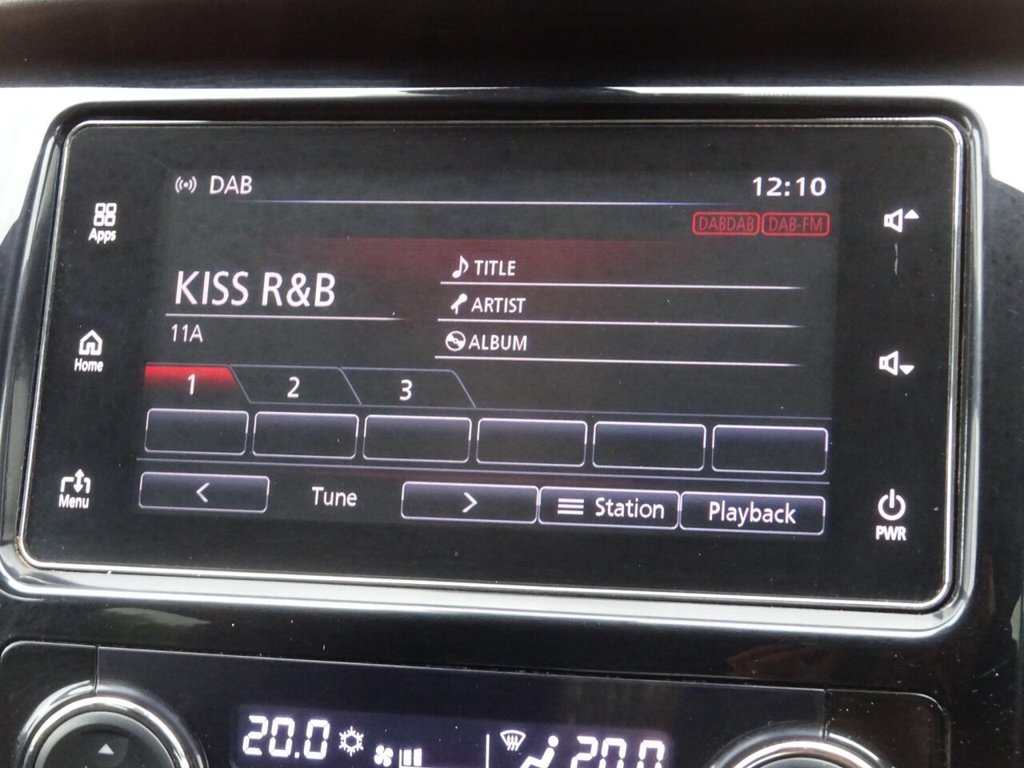 DAB 12:10
DABDAB DAB-FM
Apps
KISS R&B
TITLE
ARTIST
11A
ALBUM
Home
1 2 3
Menu
< Tune > Station Playback
PWR
20.0 20.0